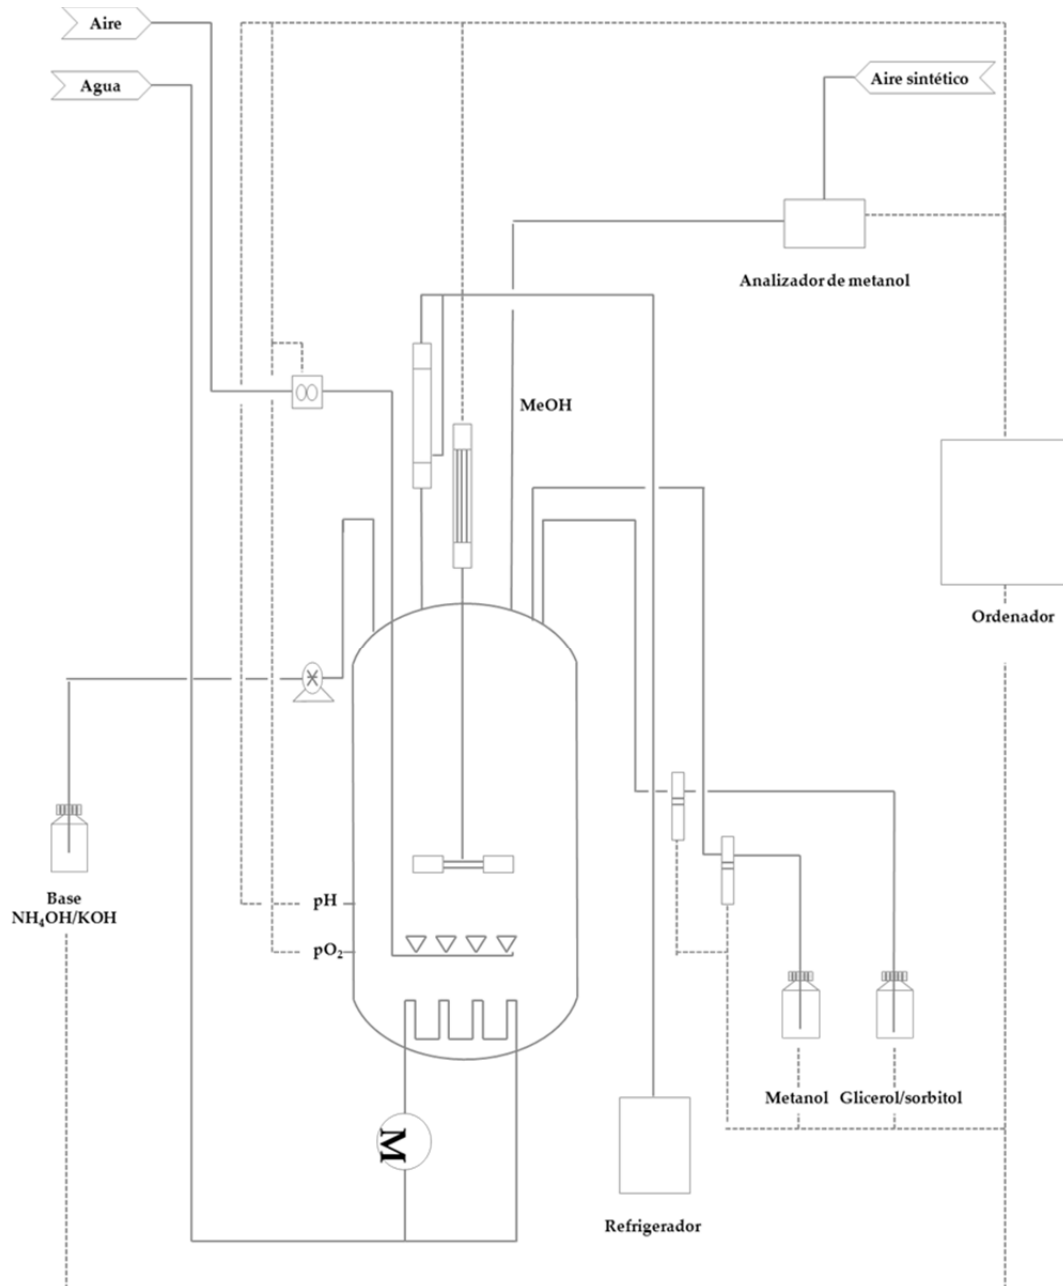 Aire
Agua
Aire sintético
Analizador de metanol
MeOH
Ordenador
Base
NH₄OH/KOH
pH
pO₂
Metanol
Glicerol/sorbitol
M
Refrigerador